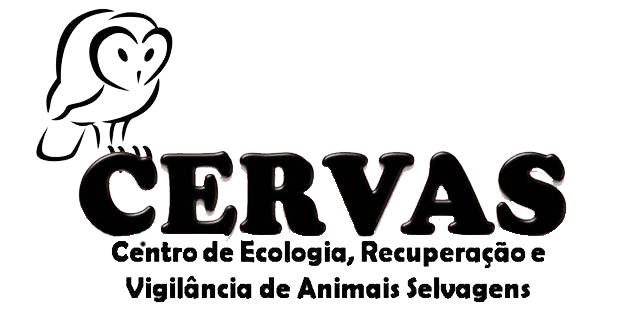 CERVAS
Centro de Ecologia, Recuperação e
Vigilância de Animais Selvagens